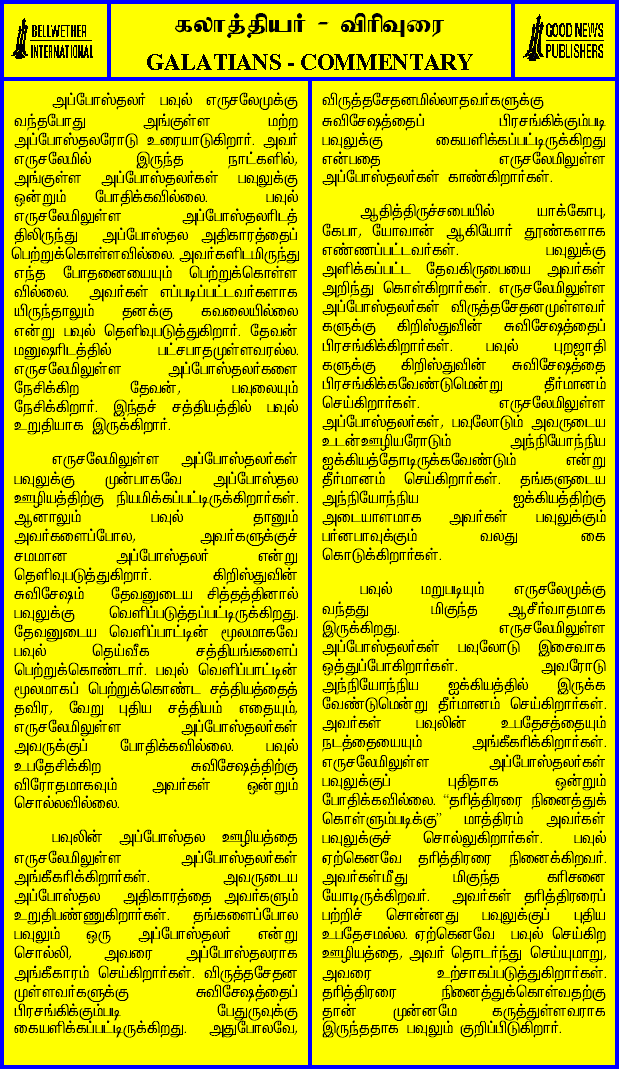 BELLWETHER
INTERNATIONAL
கலாத்தியர் - விரிவுரை
GALATIANS - COMMENTARY
GOOD NEWS
PUBLISHERS
அப்போஸ்தலர் பவுல் எருசலேமுக்கு
வந்தபோது அங்குள்ள மற்ற
அப்போஸ்தலரோடு உரையாடுகிறார். அவர்
எருசலேமில் இருந்த நாட்களில்,
அங்குள்ள அப்போஸ்தலர்கள் பவுலுக்கு
ஒன்றும் போதிக்கவில்லை. பவுல்
எருசலேமிலுள்ள அப்போஸ்தலரிடத்
திலிருந்து அப்போஸ்தல அதிகாரத்தைப்
பெற்றுக்கொள்ளவில்லை. அவர்களிடமிருந்து
எந்த போதனையையும் பெற்றுக்கொள்ள
வில்லை. அவர்கள் எப்படிப்பட்டவர்களாக
யிருந்தாலும் தனக்கு கவலையில்லை
என்று பவுல் தெளிவுபடுத்துகிறார். தேவன்
மனுஷரிடத்தில் பட்சபாதமுள்ளவரல்ல.
எருசலேமிலுள்ள அப்போஸ்தலர்களை
நேசிக்கிற தேவன், பவுலையும்
நேசிக்கிறார். இந்தச் சத்தியத்தில் பவுல்
உறுதியாக இருக்கிறார்.
எருசலேமிலுள்ள அப்போஸ்தலர்கள்
பவுலுக்கு முன்பாகவே அப்போஸ்தல
ஊழியத்திற்கு நியமிக்கப்பட்டிருக்கிறார்கள்.
ஆனாலும் பவுல் தானும்
அவர்களைப்போல, அவர்களுக்குச்
சமமான அப்போஸ்தலர் என்று
தெளிவுபடுத்துகிறார். கிறிஸ்துவின்
சுவிசேஷம் தேவனுடைய சித்தத்தினால்
பவுலுக்கு வெளிப்படுத்தப்பட்டிருக்கிறது.
தேவனுடைய வெளிப்பாட்டின் மூலமாகவே
பவுல் தெய்வீக சத்தியங்களைப்
பெற்றுக்கொண்டார். பவுல் வெளிப்பாட்டின்
மூலமாகப் பெற்றுக்கொண்ட சத்தியத்தைத்
தவிர, வேறு புதிய சத்தியம் எதையும்,
எருசலேமிலுள்ள அப்போஸ்தலர்கள்
அவருக்குப் போதிக்கவில்லை. பவுல்
உபதேசிக்கிற சுவிசேஷத்திற்கு
விரோதமாகவும் அவர்கள் ஒன்றும்
சொல்லவில்லை.
பவுலின் அப்போஸ்தல ஊழியத்தை
எருசலேமிலுள்ள அப்போஸ்தலர்கள்
அங்கீகரிக்கிறார்கள். அவருடைய
அப்போஸ்தல அதிகாரத்தை அவர்களும்
உறுதிபண்ணுகிறார்கள். தங்களைப்போல
பவுலும் ஒரு அப்போஸ்தலர் என்று
சொல்லி, அவரை அப்போஸ்தலராக
அங்கீகாரம் செய்கிறார்கள். விருத்தசேதன
முள்ளவர்களுக்கு சுவிசேஷத்தைப்
பிரசங்கிக்கும்படி பேதுருவுக்கு
கையளிக்கப்பட்டிருக்கிறது. அதுபோலவே,
விருத்தசேதனமில்லாதவர்களுக்கு
சுவிசேஷத்தைப் பிரசங்கிக்கும்படி
பவுலுக்கு கையளிக்கப்பட்டிருக்கிறது
என்பதை எருசலேமிலுள்ள
அப்போஸ்தலர்கள் காண்கிறார்கள்.
ஆதித்திருச்சபையில் யாக்கோபு,
கேபா, யோவான் ஆகியோர் தூண்களாக
எண்ணப்பட்டவர்கள். பவுலுக்கு
அளிக்கப்பட்ட தேவகிருபையை அவர்கள்
அறிந்து கொள்கிறார்கள். எருசலேமிலுள்ள
அப்போஸ்தலர்கள் விருத்தசேதனமுள்ளவர்
களுக்கு கிறிஸ்துவின் சுவிசேஷத்தைப்
பிரசங்கிக்கிறார்கள். பவுல் புறஜாதி
களுக்கு கிறிஸ்துவின் சுவிசேஷத்தை
பிரசங்கிக்கவேண்டுமென்று தீர்மானம்
செய்கிறார்கள். எருசலேமிலுள்ள
அப்போஸ்தலர்கள், பவுலோடும் அவருடைய
உடன்ஊழியரோடும் அந்நியோந்நிய
ஐக்கியத்தோடிருக்கவேண்டும் என்று
தீர்மானம் செய்கிறார்கள். தங்களுடைய
அந்நியோந்நிய ஐக்கியத்திற்கு
அடையாளமாக அவர்கள் பவுலுக்கும்
பர்னபாவுக்கும் வலது கை
கொடுக்கிறார்கள்.
பவுல் மறுபடியும் எருசலேமுக்கு
வந்தது மிகுந்த ஆசீர்வாதமாக
இருக்கிறது. எருசலேமிலுள்ள
அப்போஸ்தலர்கள் பவுலோடு இசைவாக
ஒத்துப்போகிறார்கள். அவரோடு
அந்நியோந்நிய ஐக்கியத்தில் இருக்க
வேண்டுமென்று தீர்மானம் செய்கிறார்கள்.
அவர்கள் பவுலின் உபதேசத்தையும்
நடத்தையையும் அங்கீகரிக்கிறார்கள்.
எருசலேமிலுள்ள அப்போஸ்தலர்கள்
பவுலுக்குப் புதிதாக ஒன்றும்
போதிக்கவில்லை. “தரித்திரரை நினைத்துக்
கொள்ளும்படிக்கு” மாத்திரம் அவர்கள்
பவுலுக்குச் சொல்லுகிறார்கள். பவுல்
ஏற்கெனவே தரித்திரரை நினைக்கிறவர்.
அவர்கள்மீது மிகுந்த கரிசனை
யோடிருக்கிறவர். அவர்கள் தரித்திரரைப்
பற்றிச் சொன்னது பவுலுக்குப் புதிய
உபதேசமல்ல. ஏற்கெனவே பவுல் செய்கிற
ஊழியத்தை, அவர் தொடர்ந்து செய்யுமாறு,
அவரை உற்சாகப்படுத்துகிறார்கள்.
தரித்திரரை நினைத்துக்கொள்வதற்கு
தான் முன்னமே கருத்துள்ளவராக
இருந்ததாக பவுலும் குறிப்பிடுகிறார்.